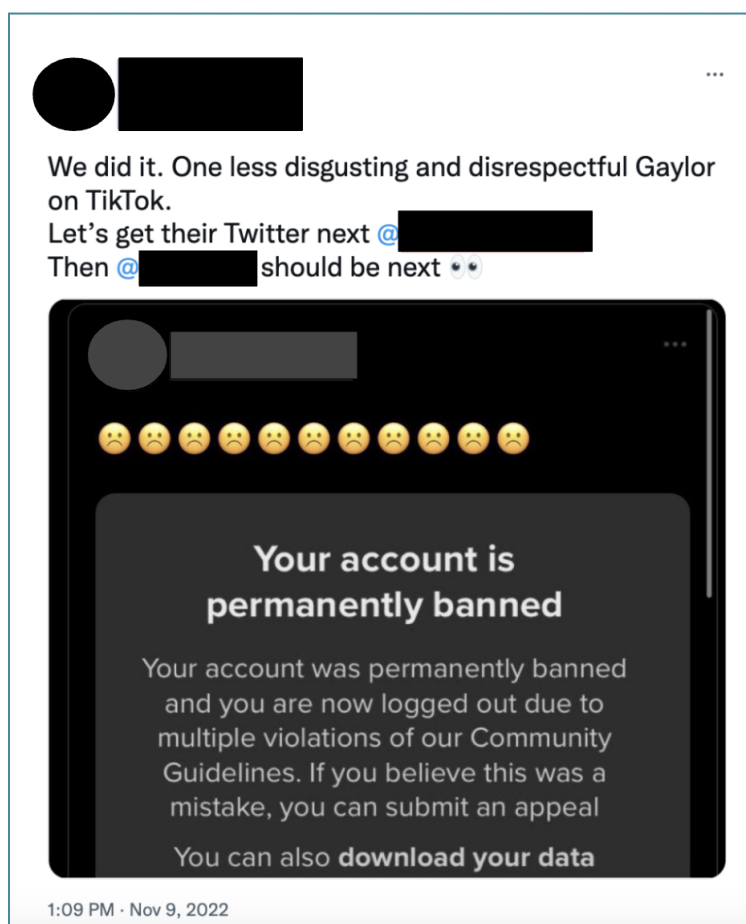 We did it. One less disgusting and disrespectful Gaylor
on TikTok.
Let’s get their Twitter next @
Then @ should be next 👀
☹️☹️☹️☹️☹️☹️☹️☹️☹️☹️☹️
Your account is
permanently banned
Your account was permanently banned
and you are now logged out due to
multiple violations of our Community
Guidelines. If you believe this was a
mistake, you can submit an appeal
You can also download your data
1:09 PM · Nov 9, 2022